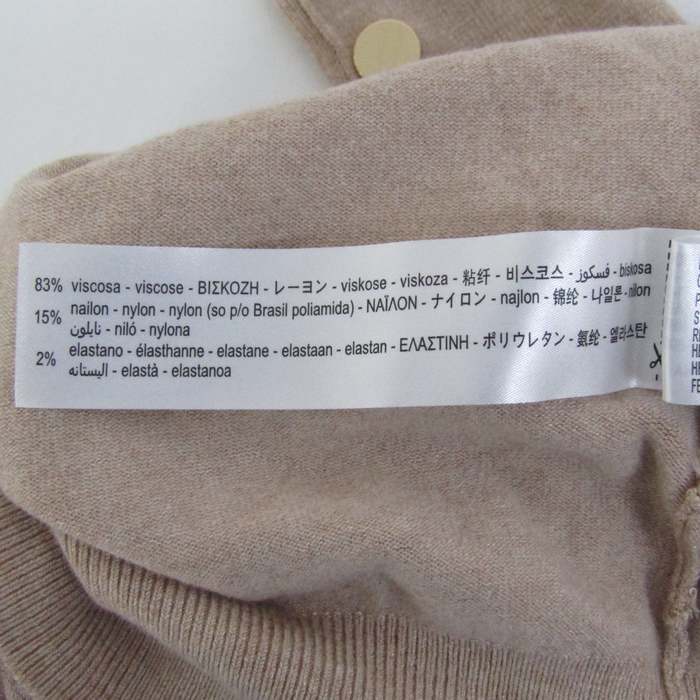 83% viscosa - viscose - ΒΙΣΚΟΖΗ - レーヨン - viskose - viskoza - 粘纤 - 비스코스 - فسكوز - biskosa
15% nailon - nylon - nylon (so p/o Brasil poliamida) - ΝΑΪΛΟΝ - ナイロン - najlon - 锦纶 - 나일론 - nilon
نايلون - niló - nylona
2% elastano - élasthanne - elastane - elastaan - elastan - ΕΛΑΣΤΙΝΗ - ポリウレタン - 氨纶 - 엘라스탄
اليستانه - elastà - elastanoa